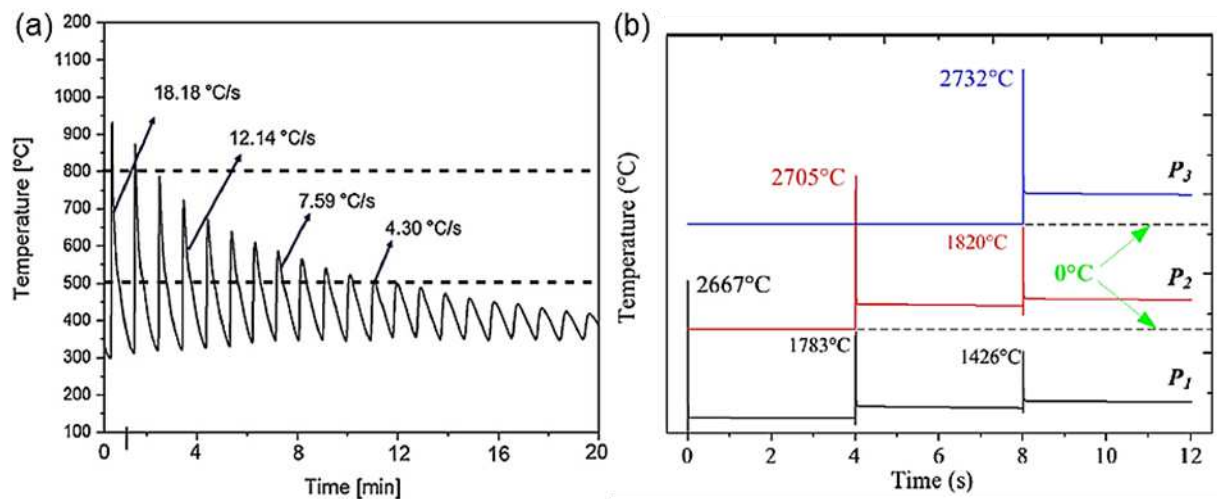 (a)
1200
1100
1000
900
800
700
600
500
400
300
200
100
Temperature [°C]
18.18 °C/s
12.14 °C/s
7.59 °C/s
4.30 °C/s
0
4
8
12
16
20
Time [min]
(b)
Temperature (°C)
2732°C
P3
2705°C
1820°C
0°C
P2
2667°C
1783°C
1426°C
P1
0
2
4
6
8
10
12
Time (s)